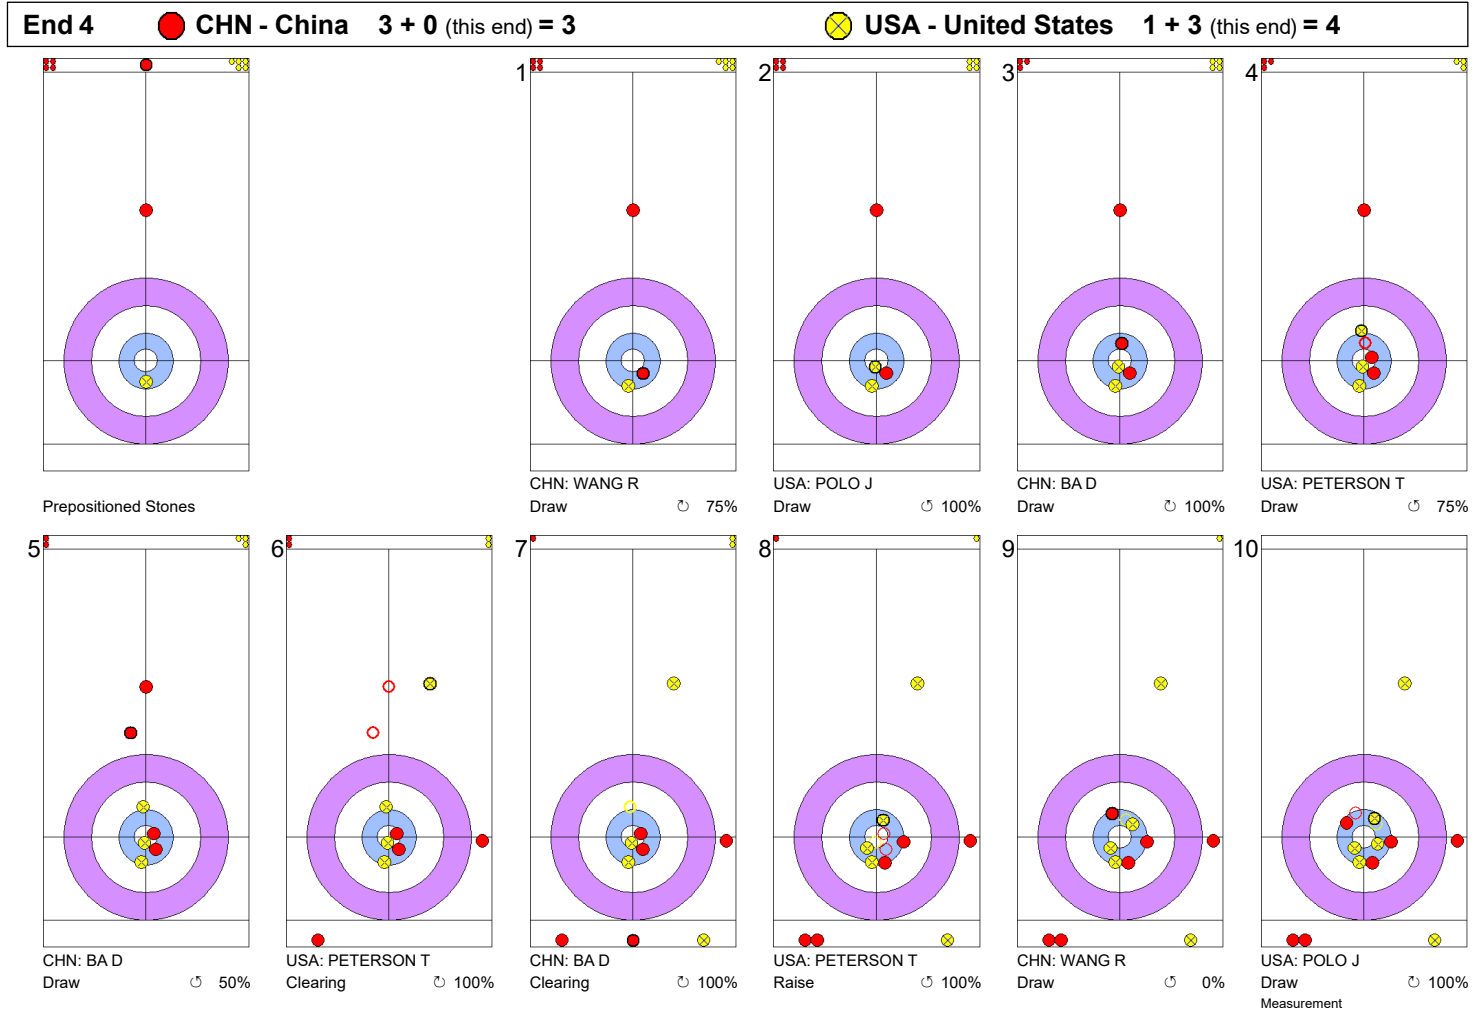 End 4 CHN - China 3 + 0 (this end) = 3 USA - United States 1 + 3 (this end) = 4
1 2 3 4
CHN: WANG R USA: POLO J CHN: BA D USA: PETERSON T
Prepositioned Stones Draw ↻ 75% Draw ↺ 100% Draw ↻ 100% Draw ↻ 75%
5 6 7 8 9 10
CHN: BA D USA: PETERSON T CHN: BA D USA: PETERSON T CHN: WANG R USA: POLO J
Draw ↺ 50% Clearing ↻ 100% Clearing ↻ 100% Raise ↺ 100% Draw ↺ 0% Draw ↻ 100%
Measurement